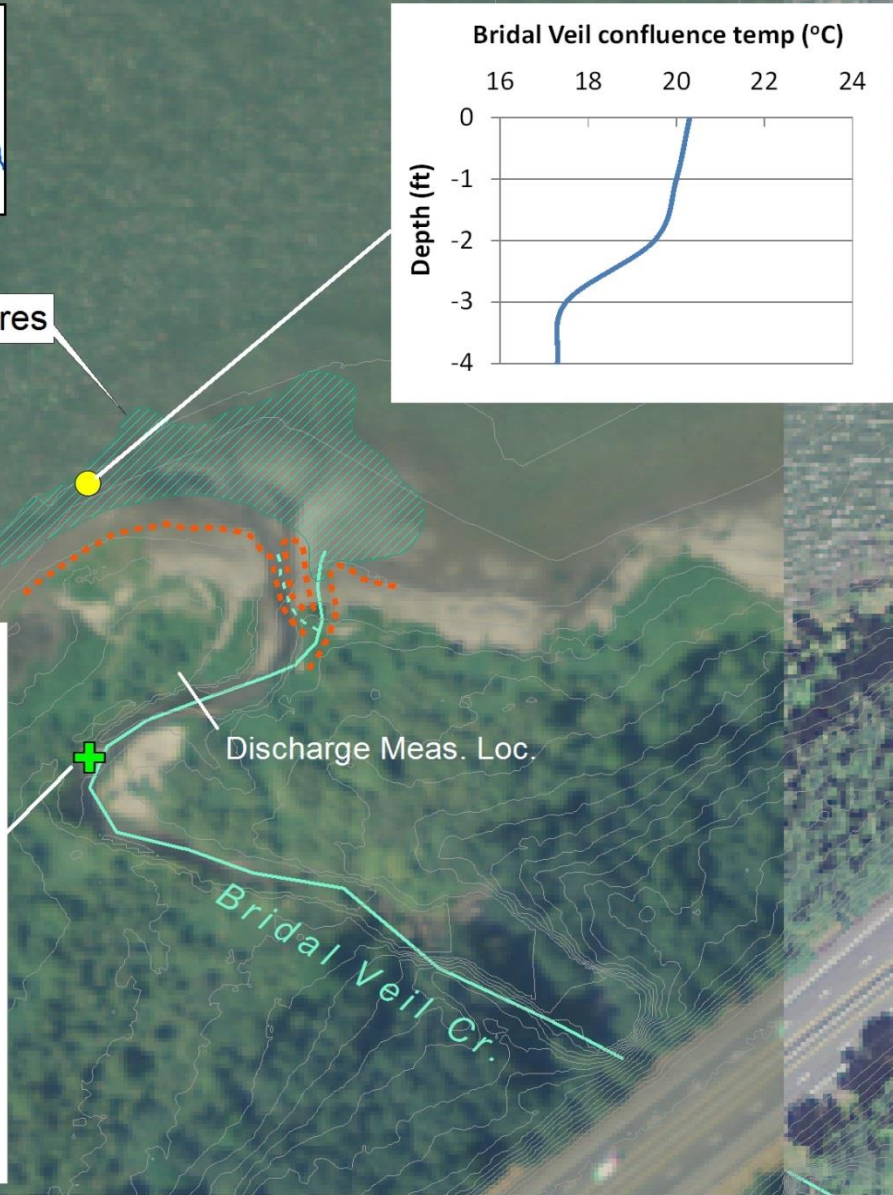 Bridal Veil confluence temp (°C)
16 18 20 22 24
0
-1
-2
-3
-4
Depth (ft)
res
Discharge Meas. Loc.
Bridal Veil Cr.